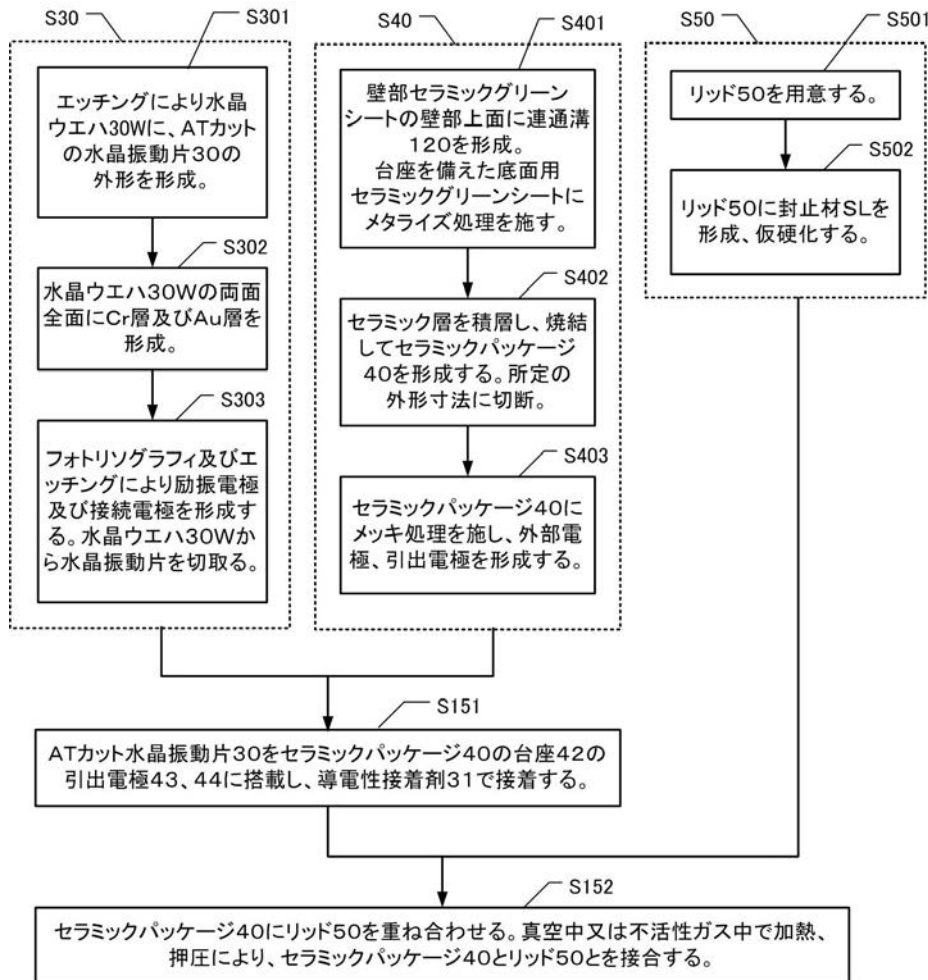 S30
S301
エッチングにより水晶
ウエハ30Wに、ATカット
の水晶振動片30の
外形を形成。
S302
水晶ウエハ30Wの両面
全面にCr層及びAu層を
形成。
S303
フォトリソグラフィ及びエ
ッチングにより励振電極
及び接続電極を形成す
る。水晶ウエハ30Wか
ら水晶振動片を切取る。
S40
S401
壁部セラミックグリーン
シートの壁部上面に連通溝
120を形成。
台座を備えた底面用
セラミックグリーンシートに
メタライズ処理を施す。
S402
セラミック層を積層し、焼結
してセラミックパッケージ
40を形成する。所定の
外形寸法に切断。
S403
セラミックパッケージ40に
メッキ処理を施し、外部電
極、引出電極を形成する。
S50
S501
リッド50を用意する。
S502
リッド50に封止材SLを
形成、仮硬化する。
S151
ATカット水晶振動片30をセラミックパッケージ40の台座42の
引出電極43、44に搭載し、導電性接着剤31で接着する。
S152
セラミックパッケージ40にリッド50を重ね合わせる。真空中又は不活性ガス中で加熱、
押圧により、セラミックパッケージ40とリッド50とを接合する。